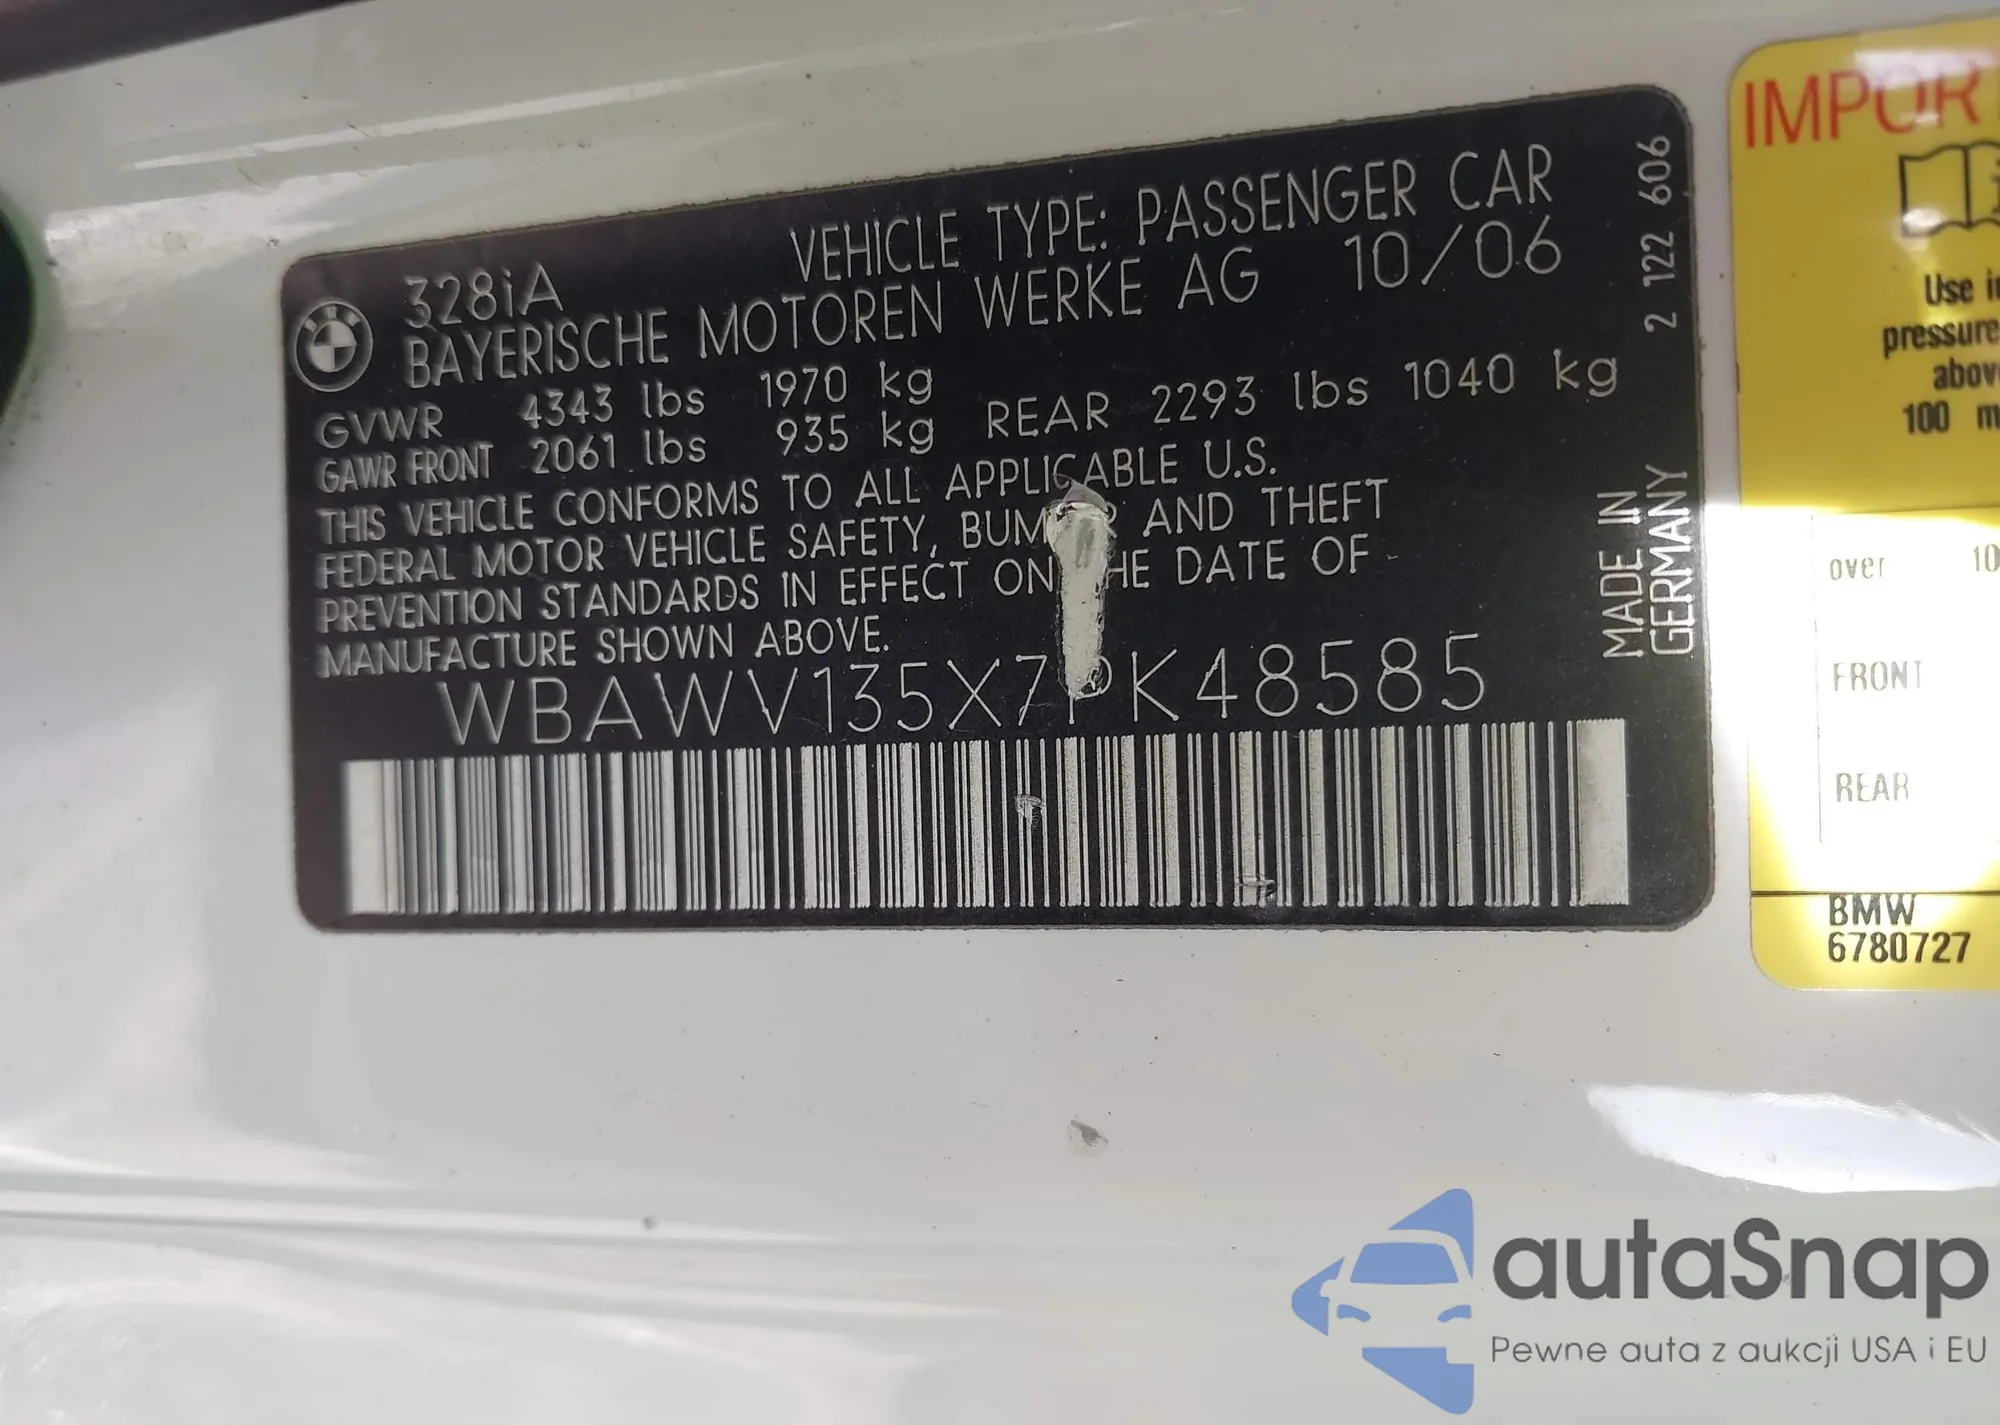 VEHICLE TYPE: PASSENGER CAR
328iA
BAYERISCHE MOTOREN WERKE AG 10/06
GVWR 4343 lbs 1970 kg
GAWR FRONT 2061 lbs 935 kg REAR 2293 lbs 1040 kg
THIS VEHICLE CONFORMS TO ALL APPLICABLE U.S.
FEDERAL MOTOR VEHICLE SAFETY, AND THEFT
PREVENTION STANDARDS IN EFFECT ON DATE OF
MANUFACTURE SHOWN ABOVE.
WBAWV135X7PK48585
2 122 606
MADE IN
GERMANY
IMPOR
Use
pressure
100
over
FRONT
REAR
BMW
6780727
autaSnap
Pewne auta z aukcji USA i EU